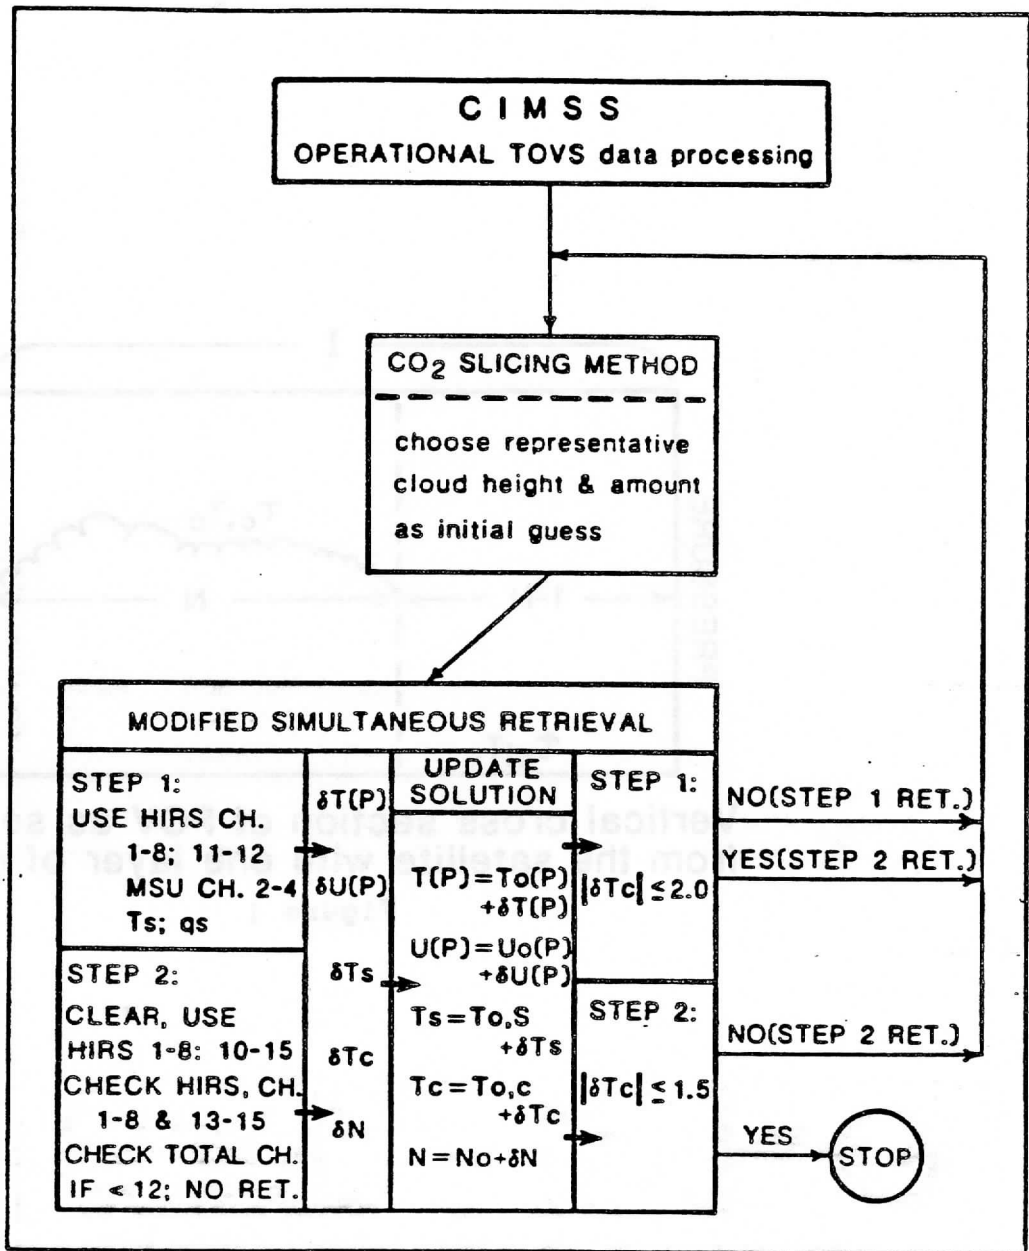 C I M S S
OPERATIONAL TOVS data processing
CO2 SLICING METHOD
choose representative
cloud height & amount
as initial guess
MODIFIED SIMULTANEOUS RETRIEVAL
STEP 1:
USE HIRS CH.
1-8; 11-12
MSU CH. 2-4
Ts; qs
STEP 2:
CLEAR, USE
HIRS 1-8: 10-15
CHECK HIRS, CH.
1-8 & 13-15
CHECK TOTAL CH.
IF < 12; NO RET.
δT(P)
δU(P)
δTs
δTc
δN
UPDATE
SOLUTION
T(P)=To(P)
+δT(P)
U(P)=Uo(P)
+δU(P)
Ts=To,S
+δTs
Tc=To,c
+δTc
N=No+δN
STEP 1:
|δTc|≤2.0
STEP 2:
|δTc|≤1.5
NO(STEP 1 RET.)
YES(STEP 2 RET.)
NO(STEP 2 RET.)
YES
STOP